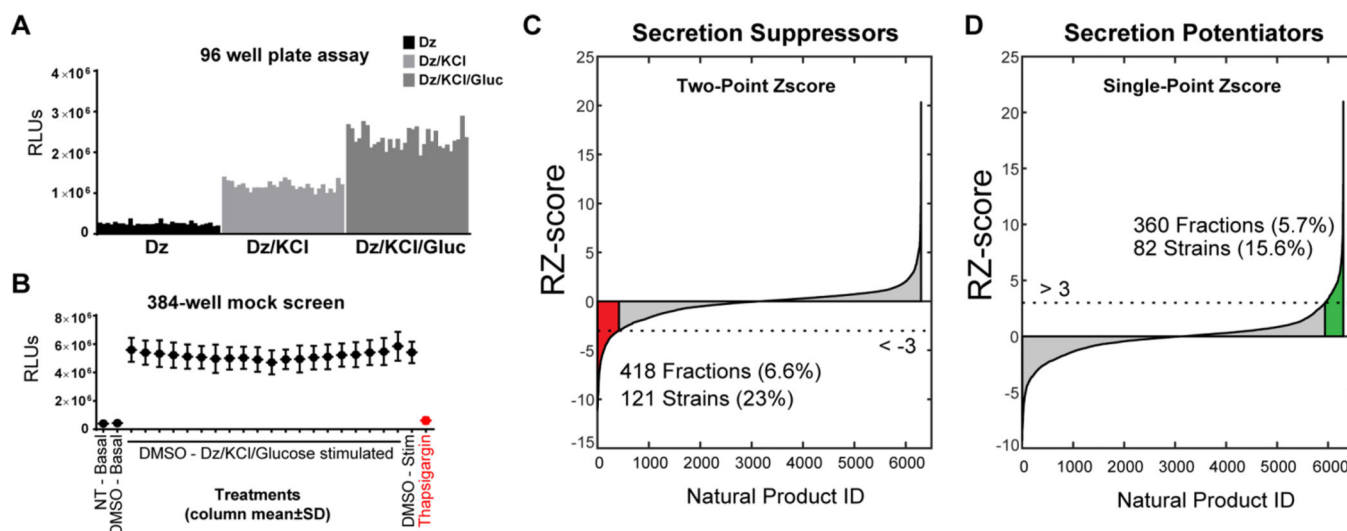 A
96 well plate assay
Dz
Dz/KCl
Dz/KCl/Gluc
RLUs
4×10⁶
3×10⁶
2×10⁶
1×10⁶
0
Dz
Dz/KCl
Dz/KCl/Gluc
B
384-well mock screen
RLUs
8×10⁶
6×10⁶
4×10⁶
2×10⁶
0
NT - Basal
DMSO - Basal
DMSO - Dz/KCl/Glucose stimulated
DMSO - Stim
Thapsigargin
Treatments
(column mean±SD)
C
Secretion Suppressors
Two-Point Zscore
RZ-score
25
20
15
10
5
0
-5
-10
-15
< -3
418 Fractions (6.6%)
121 Strains (23%)
0
1000
2000
3000
4000
5000
6000
Natural Product ID
D
Secretion Potentiators
Single-Point Zscore
RZ-score
25
20
15
10
5
0
-5
-10
360 Fractions (5.7%)
82 Strains (15.6%)
> 3
0
1000
2000
3000
4000
5000
6000
Natural Product ID